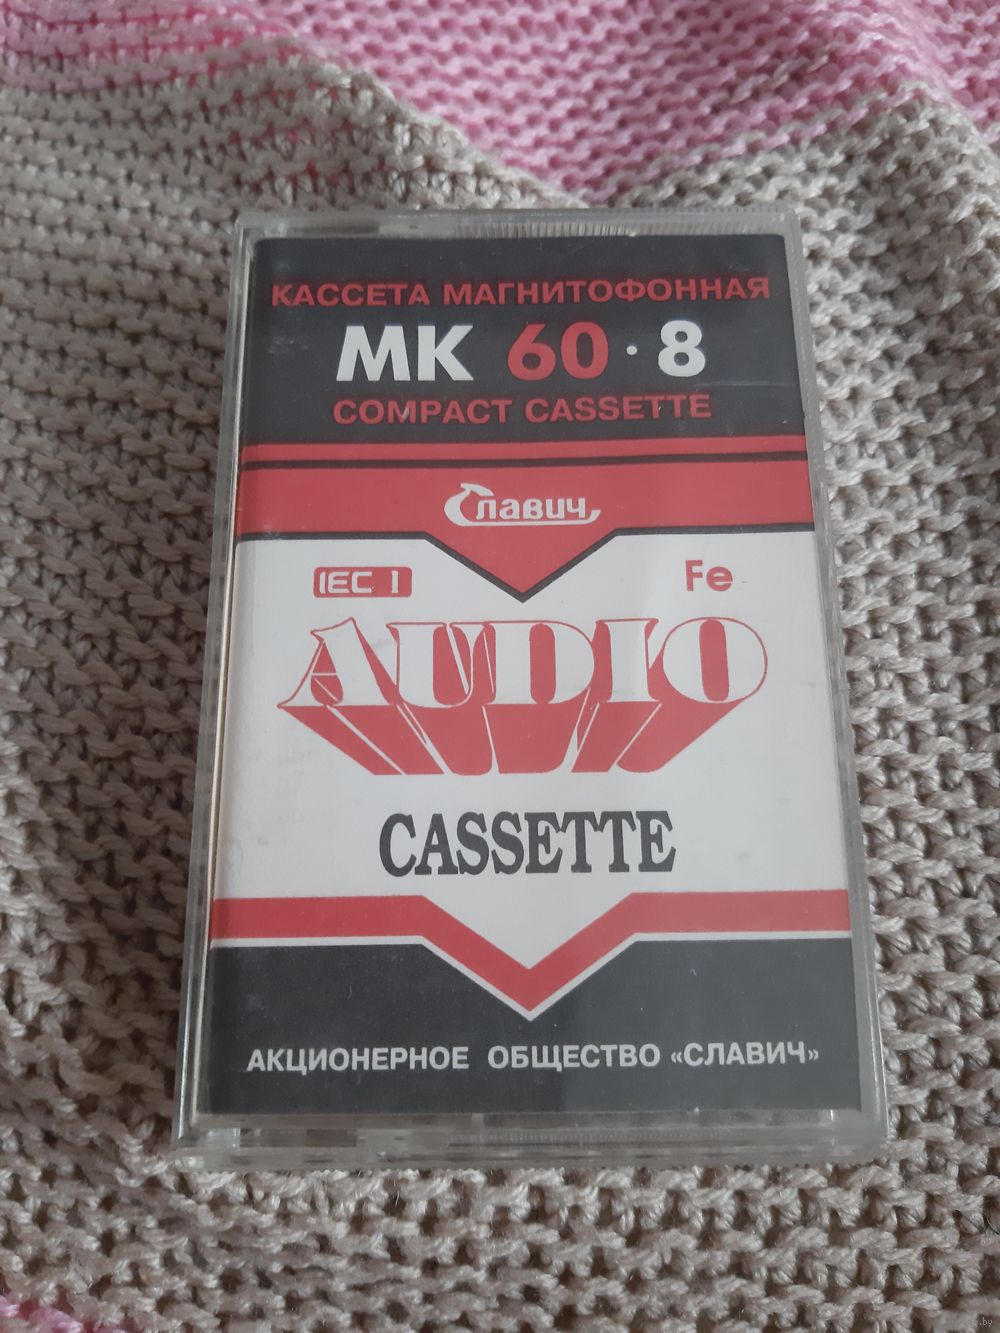 КАССЕТА МАГНИТОФОННАЯ
МК 60·8
COMPACT CASSETTE
Славич
IEC I Fe
AUDIO
CASSETTE
АКЦИОНЕРНОЕ ОБЩЕСТВО «СЛАВИЧ»